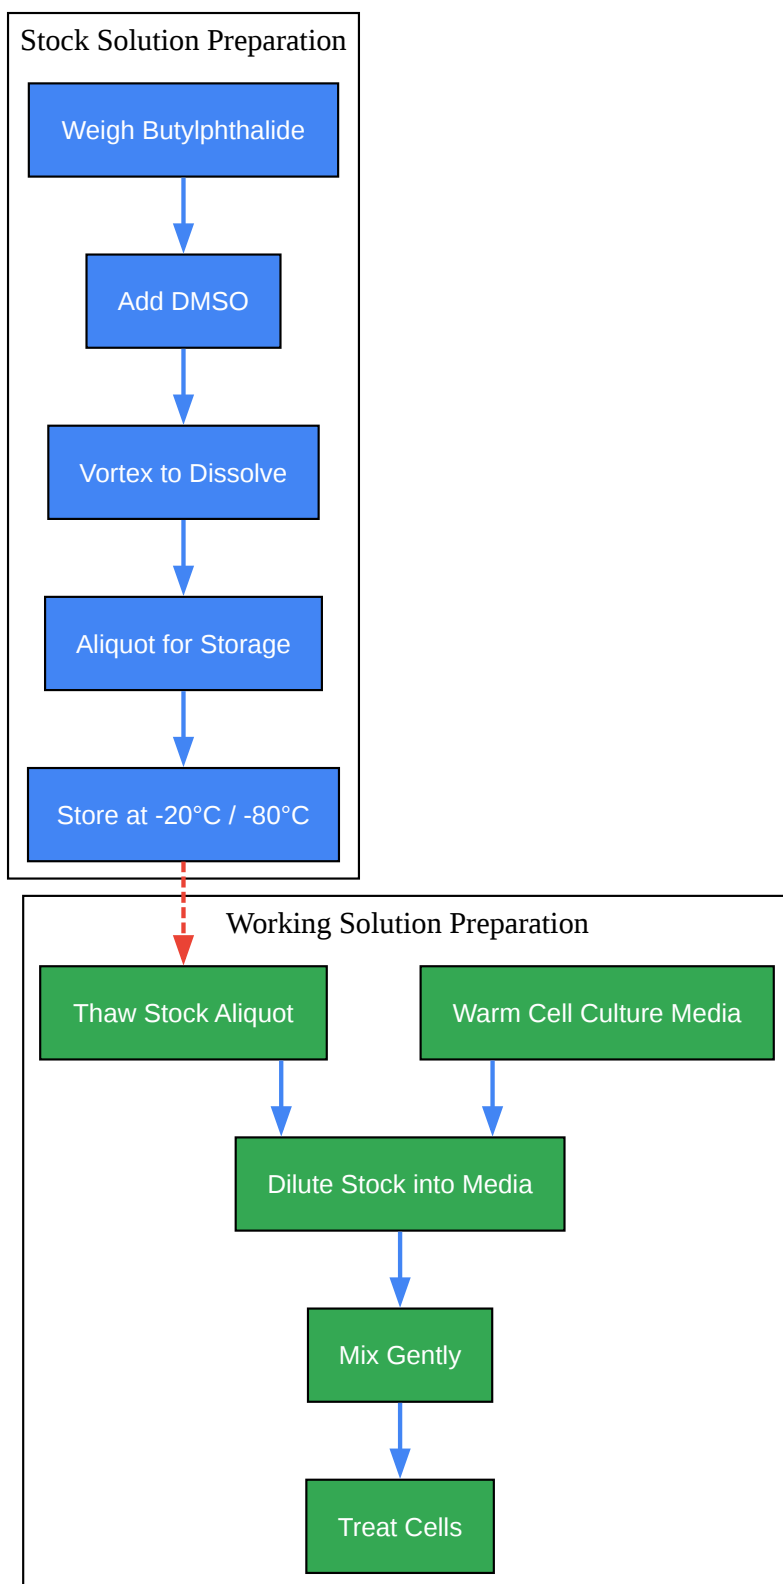 Stock Solution Preparation
Weigh Butylphthalide
Add DMSO
Vortex to Dissolve
Aliquot for Storage
Store at -20°C / -80°C
Working Solution Preparation
Thaw Stock Aliquot
Warm Cell Culture Media
Dilute Stock into Media
Mix Gently
Treat Cells